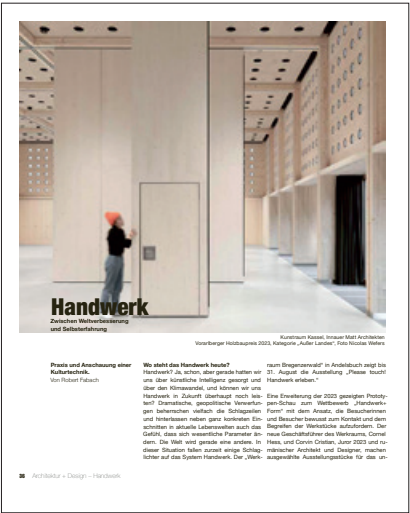 Handwerk
Zwischen Weltverbesserung
und Selbsterfahrung
Kunstraum Kassel, Innauer Matt Architekten
Vorarlberger Holzbaupreis 2023, Kategorie „Außer Landes“, Foto Nicolas Wefers
Praxis und Anschauung einer
Kulturtechnik.
Von Robert Fabach
Wo steht das Handwerk heute?
Handwerk? Ja, schon, aber gerade hatten wir
uns über künstliche Intelligenz gesorgt und
über den Klimawandel, und können wir uns
Handwerk in Zukunft überhaupt noch leis-
ten? Dramatische, geopolitische Verwerfun-
gen beherrschen vielfach die Schlagzeilen
und hinterlassen neben ganz konkreten Ein-
schnitten in aktuelle Lebenswelten auch das
Gefühl, dass sich wesentliche Parameter än-
dern. Die Welt wird gerade eine andere. In
dieser Situation fallen zurzeit einige Schlag-
lichter auf das System Handwerk. Der „Werk-
raum Bregenzerwald“ in Andelsbuch zeigt bis
31. August die Ausstellung „Please touch!
Handwerk erleben.“
Eine Erweiterung der 2023 gezeigten Prototy-
pen-Schau zum Wettbewerb „Handwerk+
Form“ mit dem Ansatz, die Besucherinnen
und Besucher bewusst zum Kontakt und dem
Begreifen der Werkstücke aufzufordern. Der
neue Geschäftsführer des Werkraums, Cornel
Hess, und Corvin Cristian, Juror 2023 und ru-
mänischer Architekt und Designer, machen
ausgewählte Ausstellungsstücke für das un-
36 Architektur + Design – Handwerk